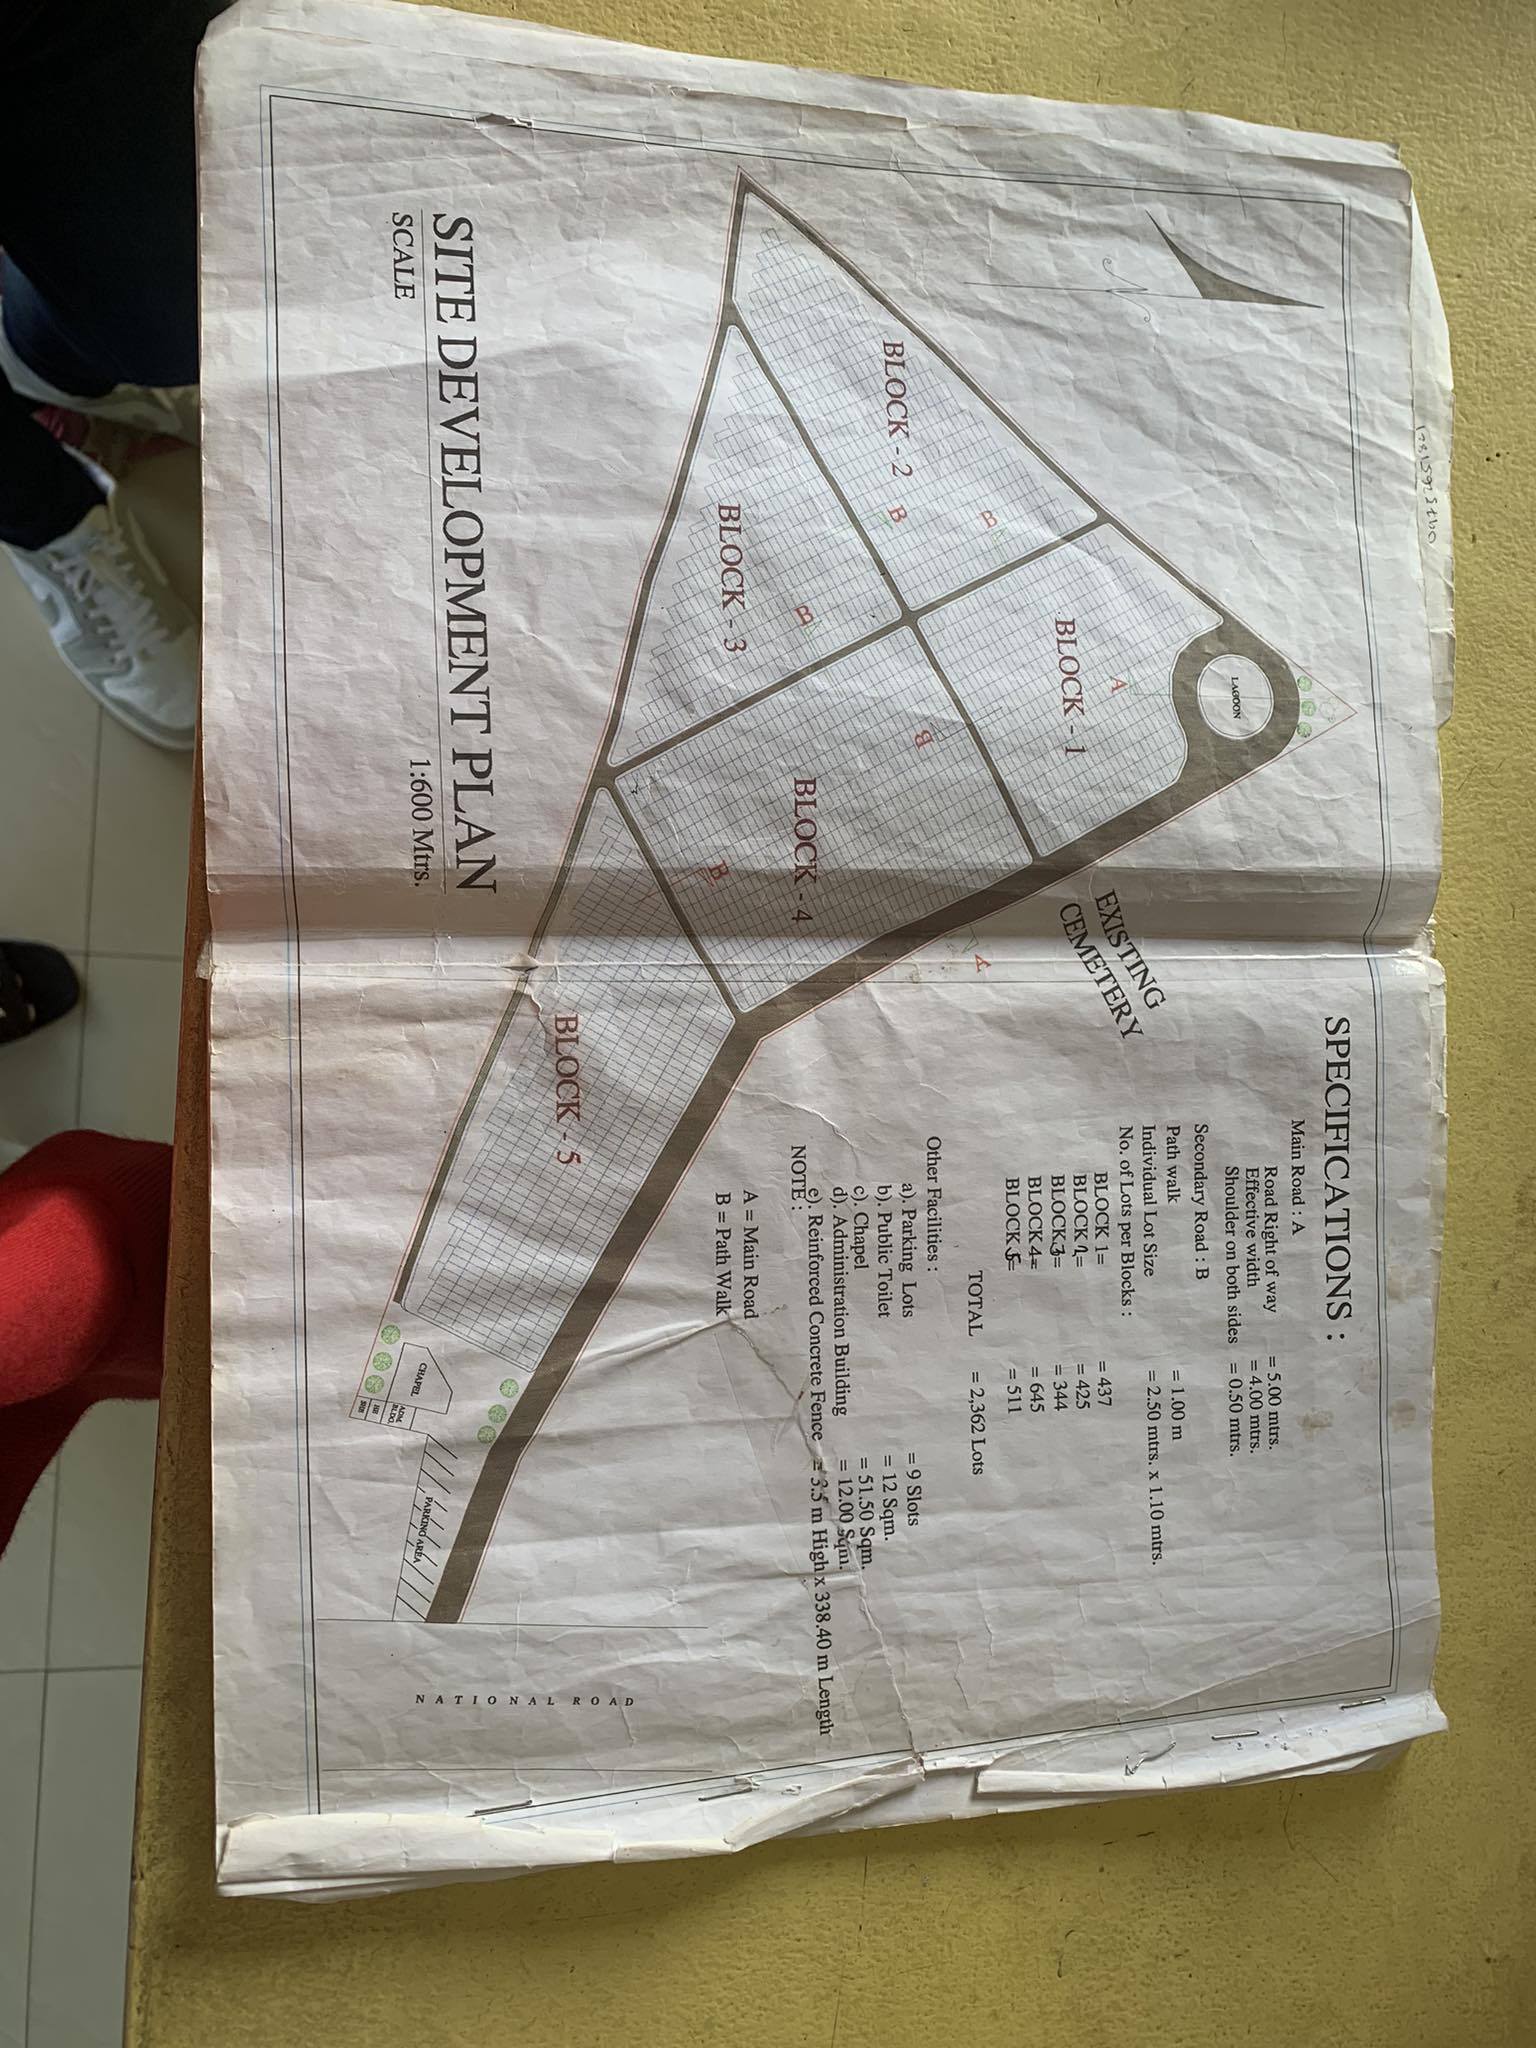 SPECIFICATIONS :
Main Road : A
Road Right of way = 5.00 mtrs.
Effective width = 4.00 mtrs.
Shoulder on both sides = 0.50 mtrs.
Secondary Road : B
Path walk = 1.00 m
Individual Lot Size = 2.50 mtrs. x 1.10 mtrs.
No. of Lots per Blocks :
BLOCK 1= = 437
BLOCK 2= = 425
BLOCK 3= = 344
BLOCK 4= = 645
BLOCK 5= = 511
TOTAL = 2,362 Lots
Other Facilities :
a). Parking Lots = 9 Slots
b). Public Toilet = 12 Sqm.
c). Chapel = 51.50 Sqm.
d). Administration Building = 12.00 Sqm.
e). Reinforced Concrete Fence = 3.5 m High x 338.40 m Length
NOTE :
A = Main Road
B = Path Walk
LAGOON
EXISTING
CEMETERY
A
BLOCK - 1
B
A
B
BLOCK - 2
B
B
BLOCK - 4
BLOCK - 3
B
BLOCK - 5
NATIONAL ROAD
CHAPEL
ADM.
BLDG.
PARKING AREA
SITE DEVELOPMENT PLAN
SCALE 1:600 Mtrs.